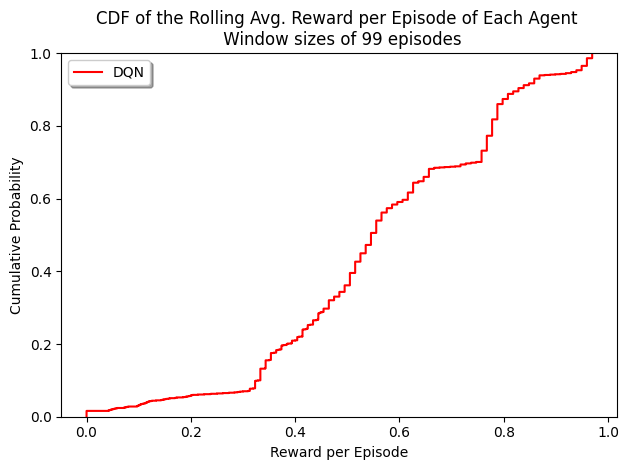 CDF of the Rolling Avg. Reward per Episode of Each Agent
Window sizes of 99 episodes
DQN
Cumulative Probability
1.0
0.8
0.6
0.4
0.2
0.0
0.0 0.2 0.4 0.6 0.8 1.0
Reward per Episode